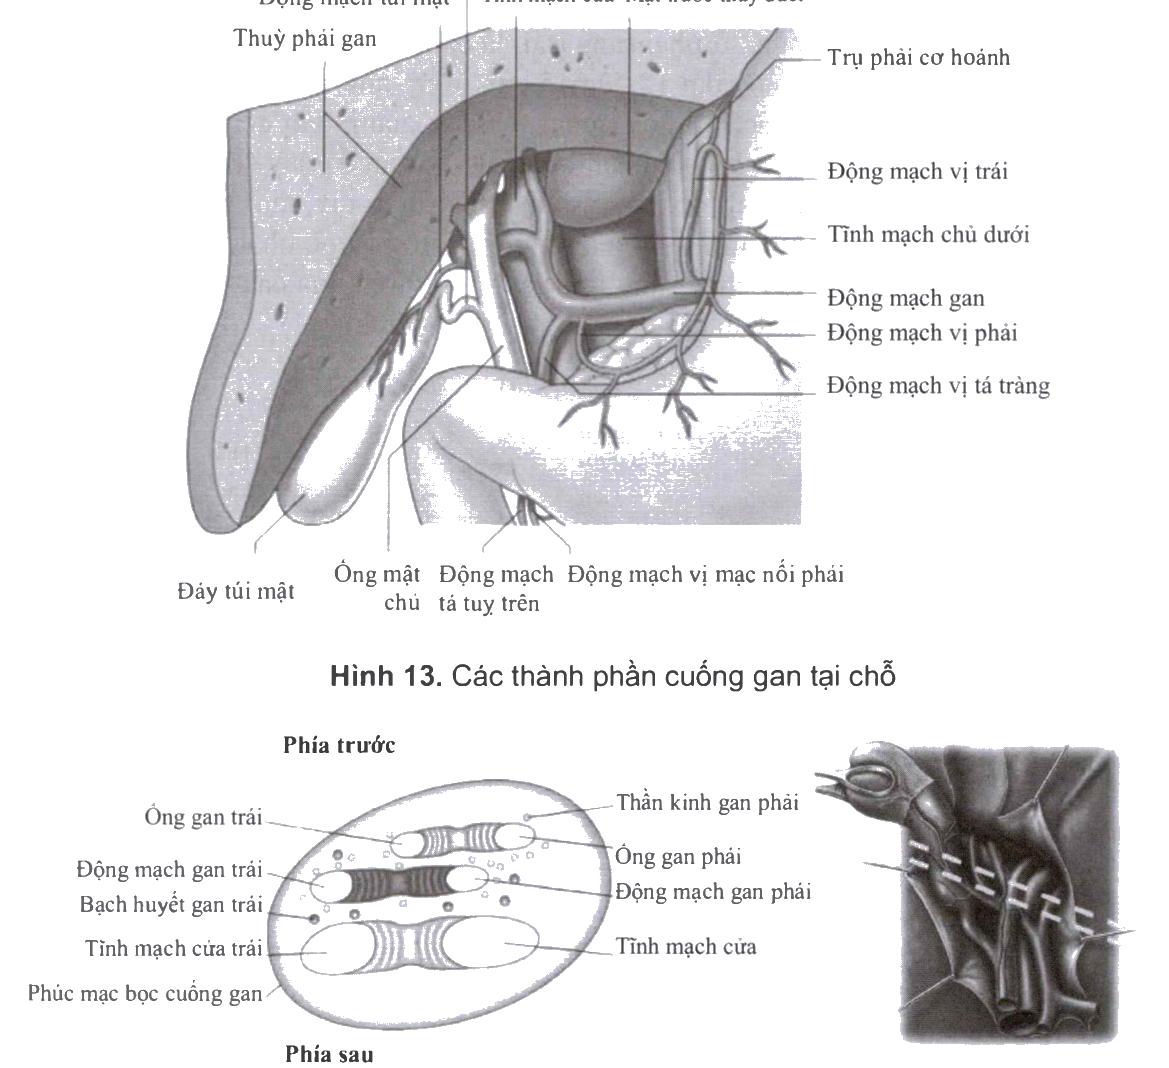 Thuỳ phải gan
Trụ phải cơ hoánh
Động mạch vị trái
Tĩnh mạch chủ dưới
Động mạch gan
Động mạch vị phải
Động mạch vị tá tràng
Đáy túi mật
Ống mật chủ
Động mạch tá tuỵ trên
Động mạch vị mạc nối phải
Hình 13. Các thành phần cuống gan tại chỗ
Phía trước
Ống gan trái
Động mạch gan trái
Bạch huyết gan trái
Tĩnh mạch cửa trái
Phúc mạc bọc cuống gan
Thần kinh gan phải
Ống gan phải
Động mạch gan phải
Tĩnh mạch cửa
Phía sau